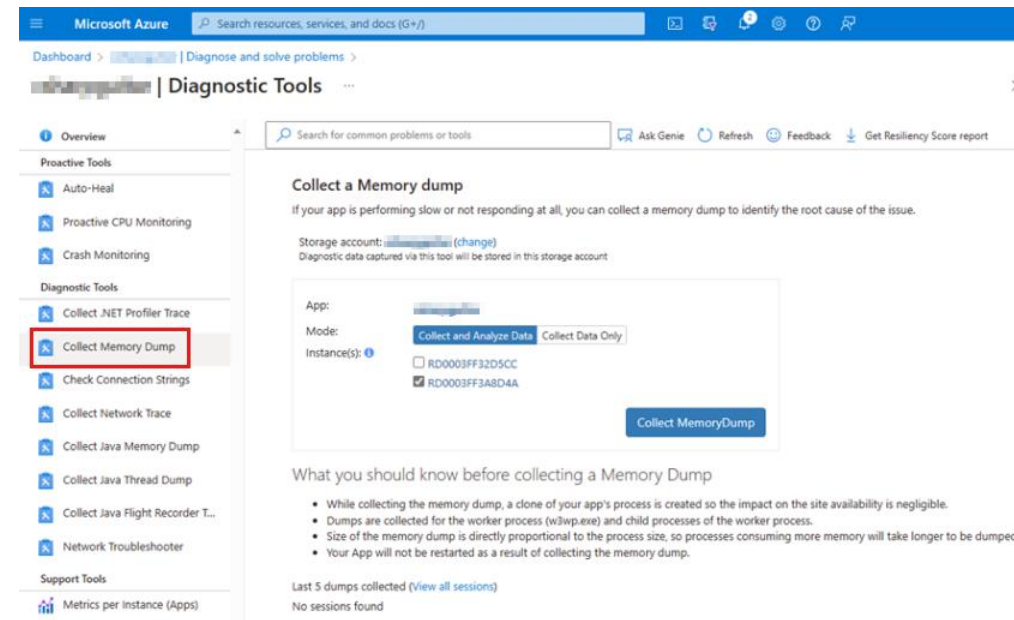 Microsoft Azure
Search resources, services, and docs (G+/)
2
Dashboard > | Diagnose and solve problems >
| Diagnostic Tools ...
Overview
Search for common problems or tools
Ask Genie
Refresh
Feedback
Get Resiliency Score report
Proactive Tools
Auto-Heal
Proactive CPU Monitoring
Crash Monitoring
Diagnostic Tools
Collect .NET Profiler Trace
Collect Memory Dump
Check Connection Strings
Collect Network Trace
Collect Java Memory Dump
Collect Java Thread Dump
Collect Java Flight Recorder T...
Network Troubleshooter
Support Tools
Metrics per Instance (Apps)
Collect a Memory dump
If your app is performing slow or not responding at all, you can collect a memory dump to identify the root cause of the issue.
Storage account: (change)
Diagnostic data captured via this tool will be stored in this storage account
App:
Mode: Collect and Analyze Data Collect Data Only
Instance(s):
RD0003FF32D5CC
RD0003FF3A8D4A
Collect MemoryDump
What you should know before collecting a Memory Dump
• While collecting the memory dump, a clone of your app's process is created so the impact on the site availability is negligible.
• Dumps are collected for the worker process (w3wp.exe) and child processes of the worker process.
• Size of the memory dump is directly proportional to the process size, so processes consuming more memory will take longer to be dumped
• Your App will not be restarted as a result of collecting the memory dump.
Last 5 dumps collected (View all sessions)
No sessions found